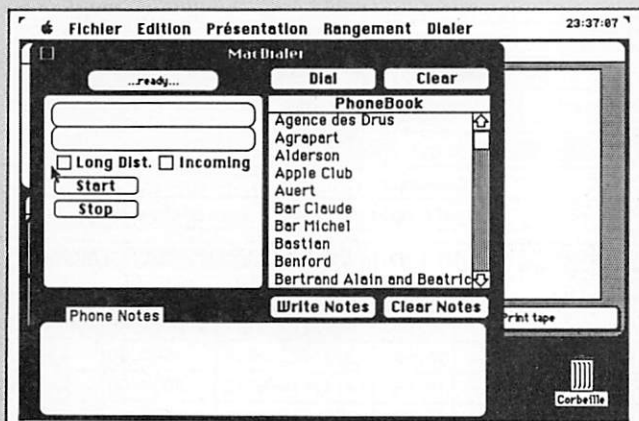 Fichier Edition Présentation Rangement Dialer 23:37:07
MacDialer
...ready...
Dial Clear
PhoneBook
Agence des Drus
Agrapart
Alderson
Apple Club
Auert
Bar Claude
Bar Michel
Bastian
Benford
Bertrand Alain and Beatric
Long Dist. Incoming
Start
Stop
Write Notes Clear Notes
Phone Notes
Print tape
Corbeille